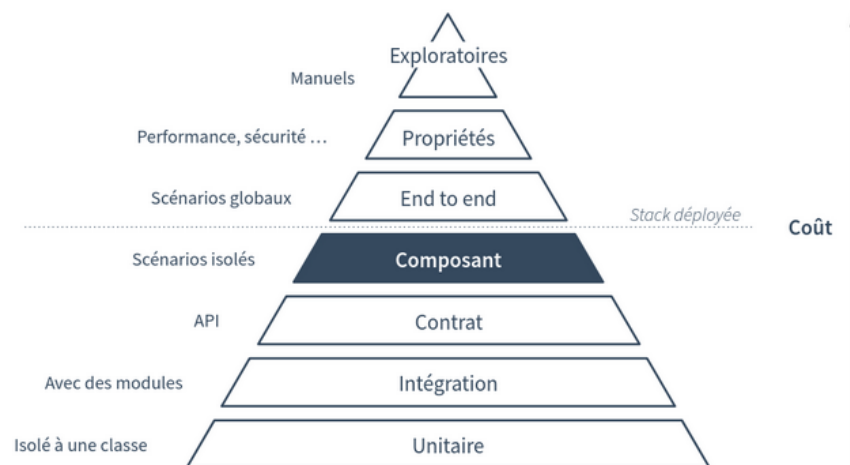 Exploratoires
Manuels
Performance, sécurité ...
Propriétés
Scénarios globaux
End to end
Stack déployée
Coût
Scénarios isolés
Composant
API
Contrat
Avec des modules
Intégration
Isolé à une classe
Unitaire